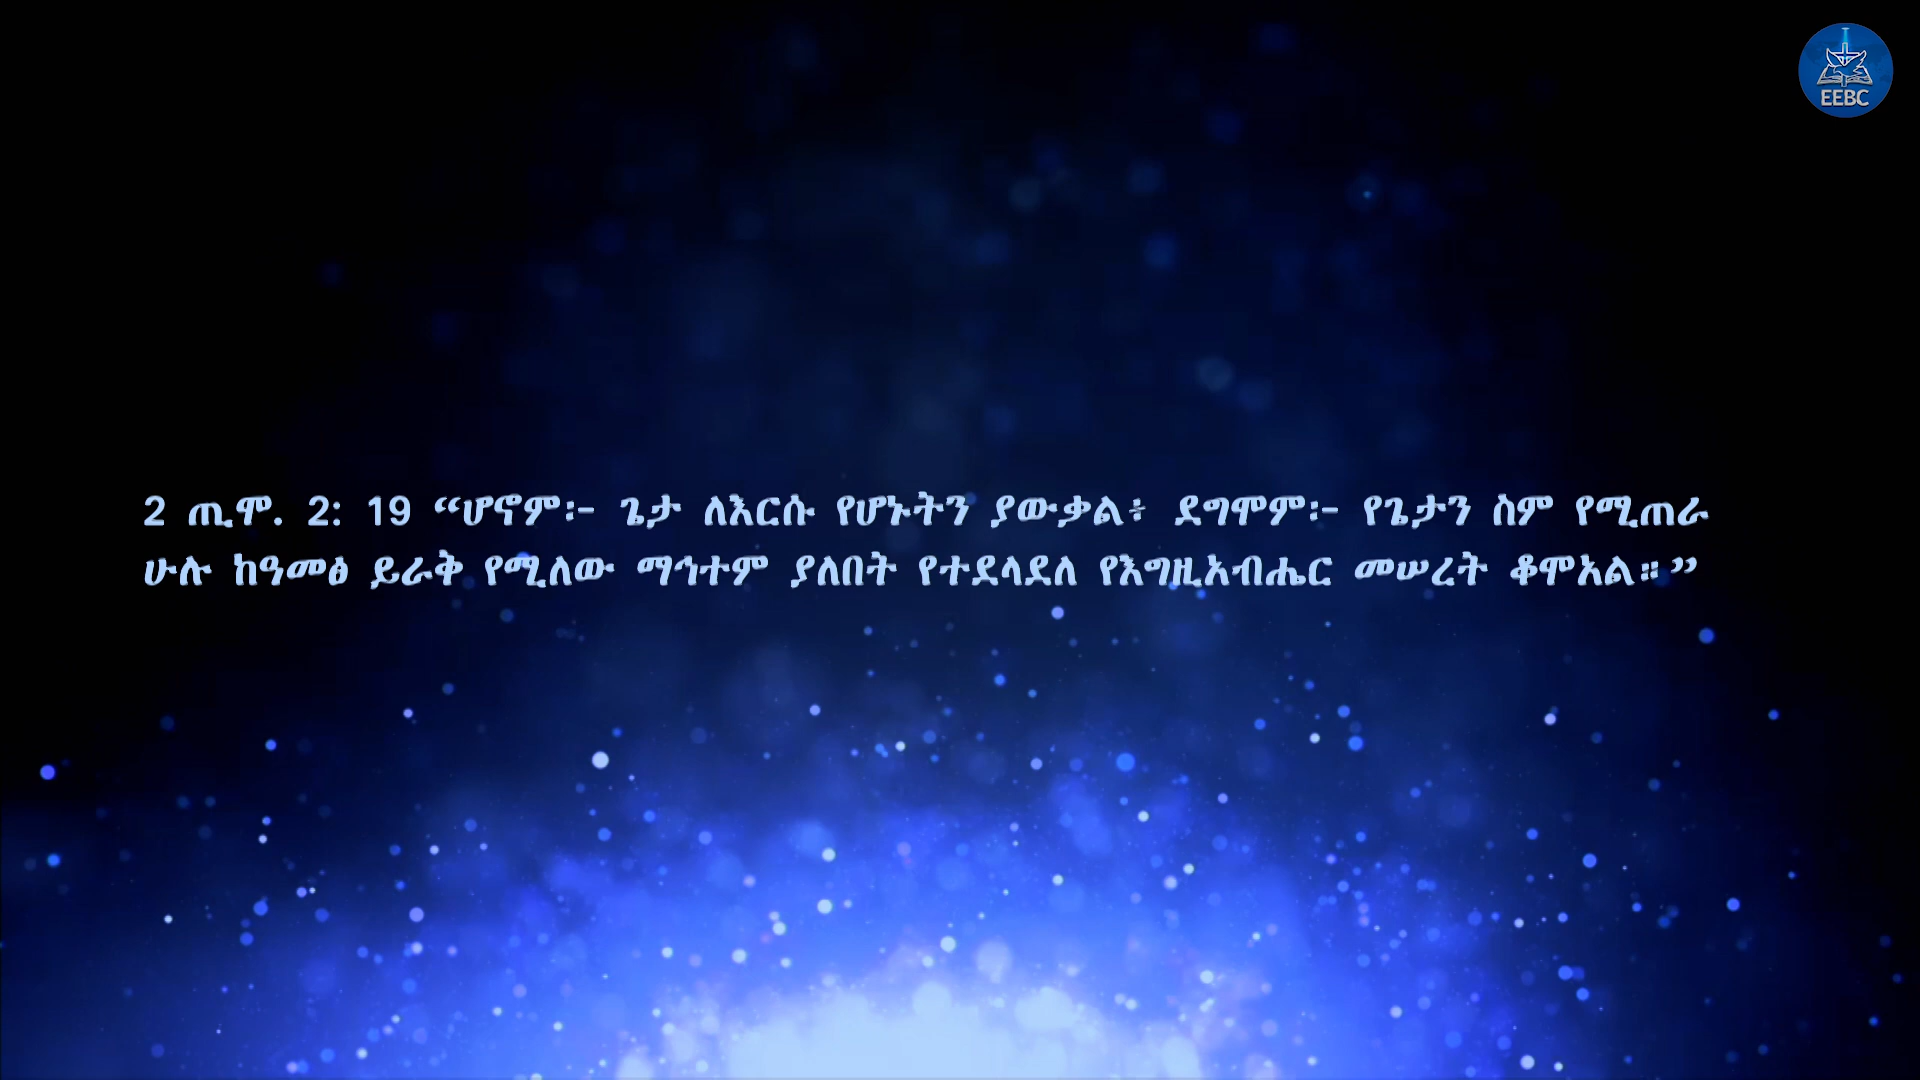 EEBC
2 ጢሞ. 2: 19 “ሆኖም፡- ጌታ ለእርሱ የሆኑትን ያውቃል፥ ደግሞም፡- የጌታን ስም የሚጠራ
ሁሉ ከዓመፅ ይራቅ የሚለው ማኅተም ያለበት የተደላደለ የእግዚአብሔር መሠረት ቆሞአል።”